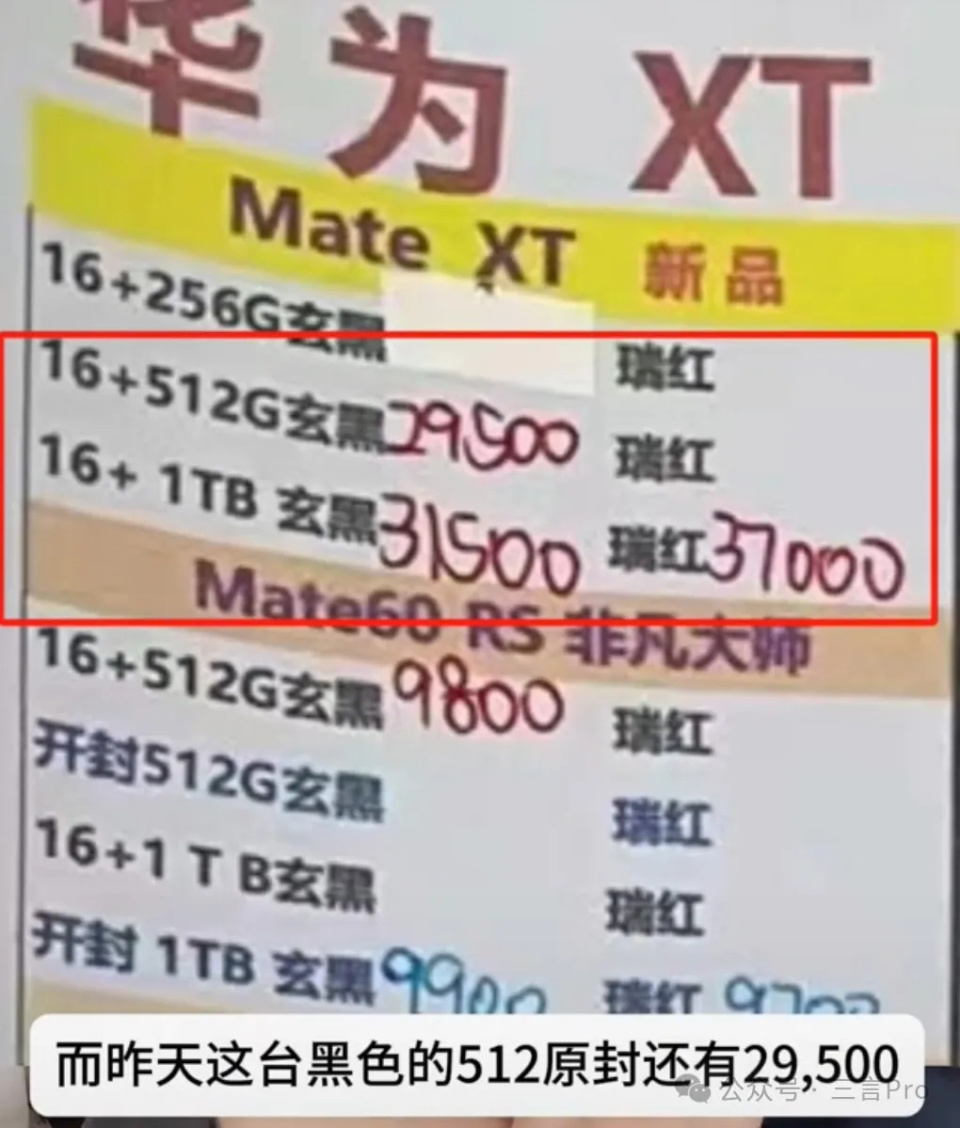 华为 XT
Mate XT 新品
16+256G玄黑 瑞红
16+512G玄黑 29500 瑞红
16+ 1TB 玄黑 31500 瑞红 37000
Mate60 RS 非凡大师
16+512G玄黑 9800 瑞红
开封512G玄黑 瑞红
16+1 T B玄黑 瑞红
开封 1TB 玄黑 9900 瑞红
而昨天这台黑色的512原封还有29,500
公众号 · 三言Pro